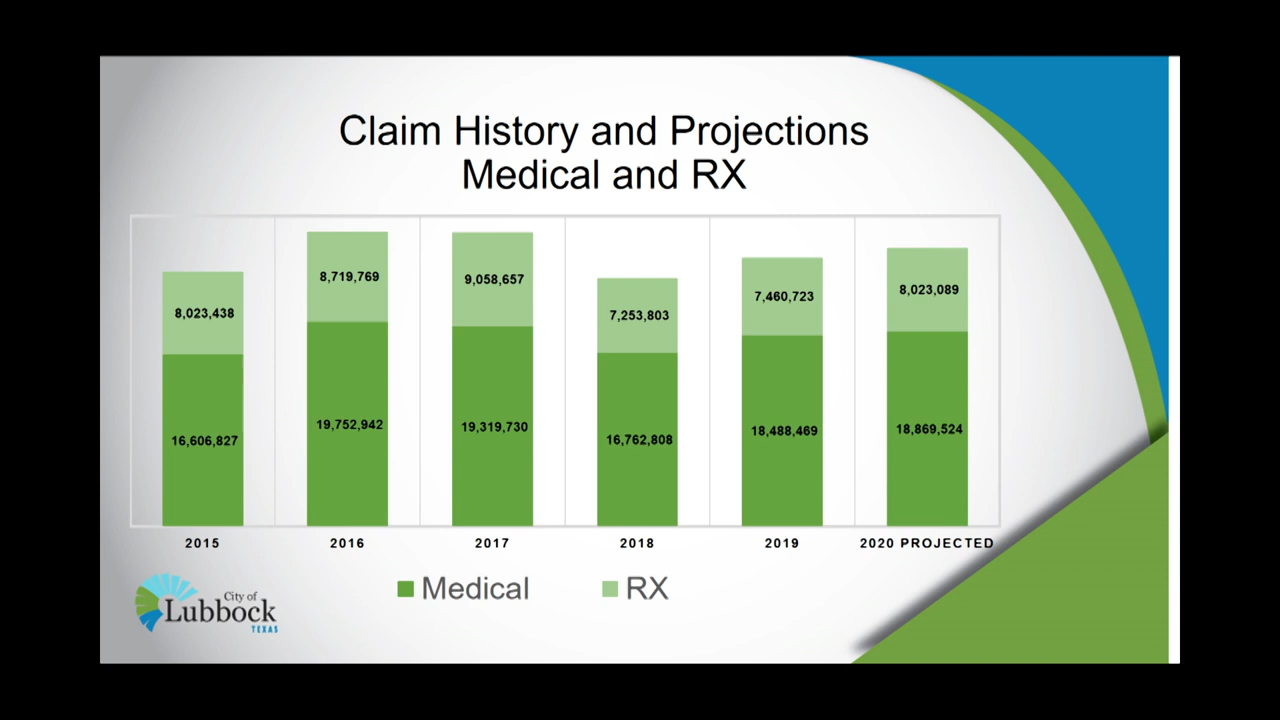 Claim History and Projections
Medical and RX
8,023,438
8,719,769
9,058,657
7,253,803
7,460,723
8,023,089
16,606,827
19,752,942
19,319,730
16,762,808
18,488,469
18,869,524
2015
2016
2017
2018
2019
2020 PROJECTED
Medical
RX
City of
Lubbock
TEXAS